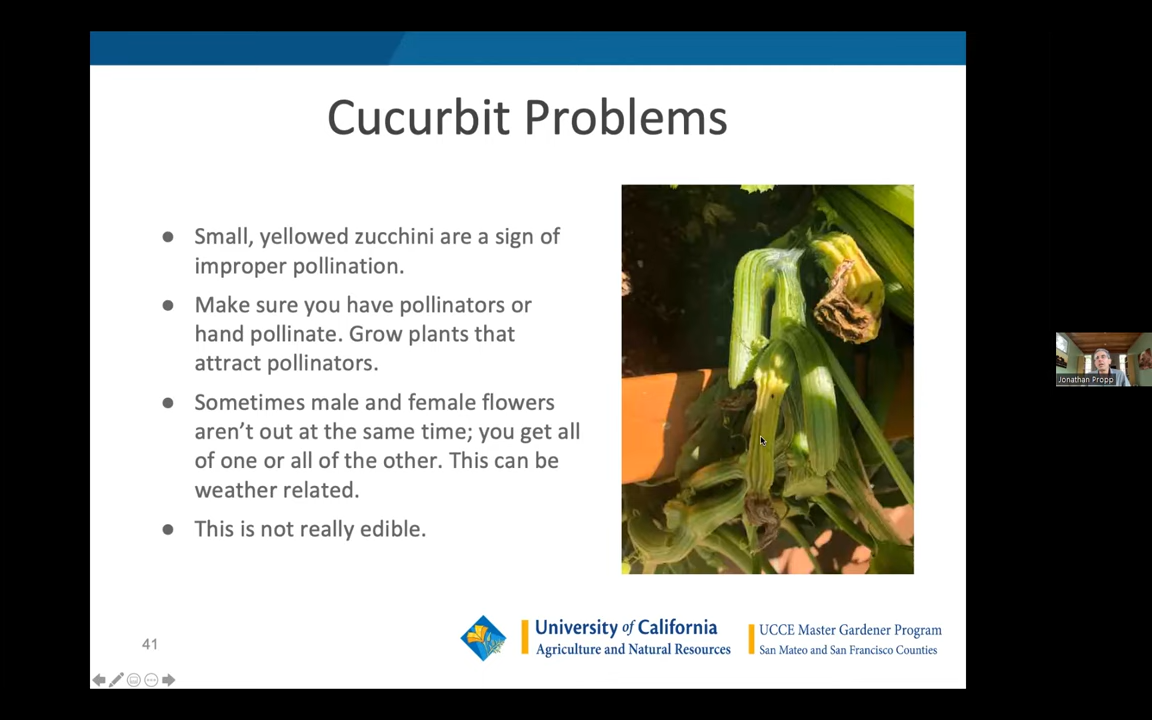 Cucurbit Problems
● Small, yellowed zucchini are a sign of
improper pollination.
● Make sure you have pollinators or
hand pollinate. Grow plants that
attract pollinators.
● Sometimes male and female flowers
aren't out at the same time; you get all
of one or all of the other. This can be
weather related.
● This is not really edible.
Jonathan Propp
41
University of California
Agriculture and Natural Resources
UCCE Master Gardener Program
San Mateo and San Francisco Counties